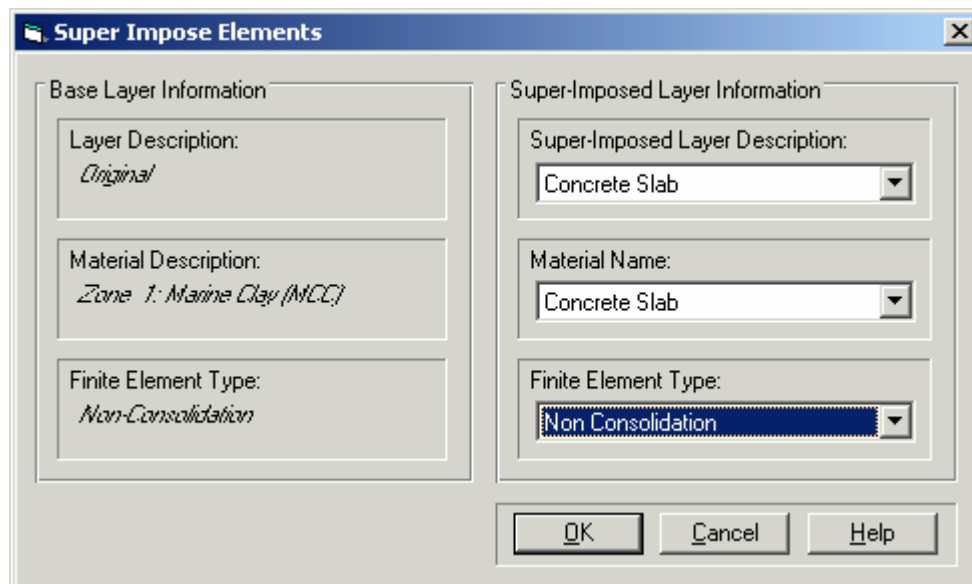 Super Impose Elements
Base Layer Information
Layer Description:
Original
Material Description:
Zone 1: Marine Clay (MCC)
Finite Element Type:
Non-Consolidation
Super-Imposed Layer Information
Super-Imposed Layer Description:
Concrete Slab
Material Name:
Concrete Slab
Finite Element Type:
Non Consolidation
OK Cancel Help